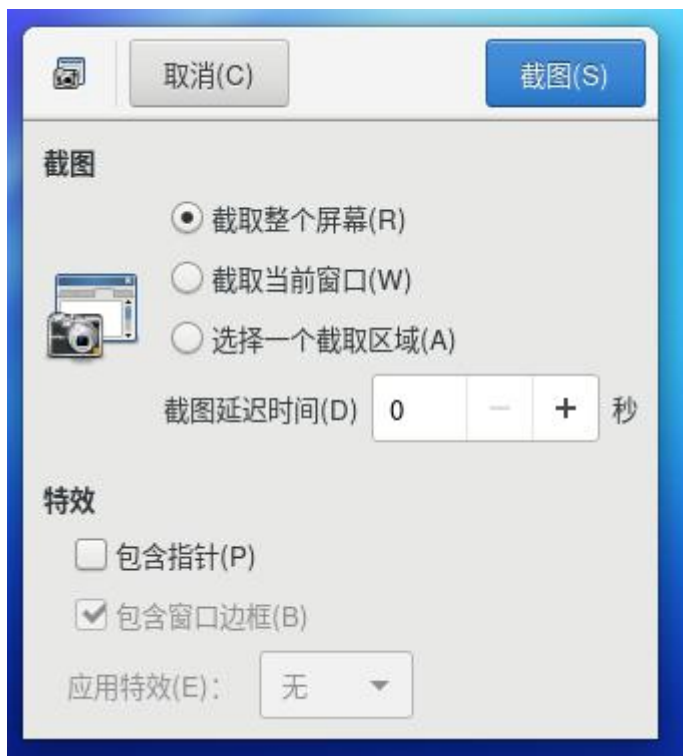 取消(C) 截图(S)
截图
截取整个屏幕(R)
截取当前窗口(W)
选择一个截取区域(A)
截图延迟时间(D) 0 − + 秒
特效
包含指针(P)
包含窗口边框(B)
应用特效(E)： 无